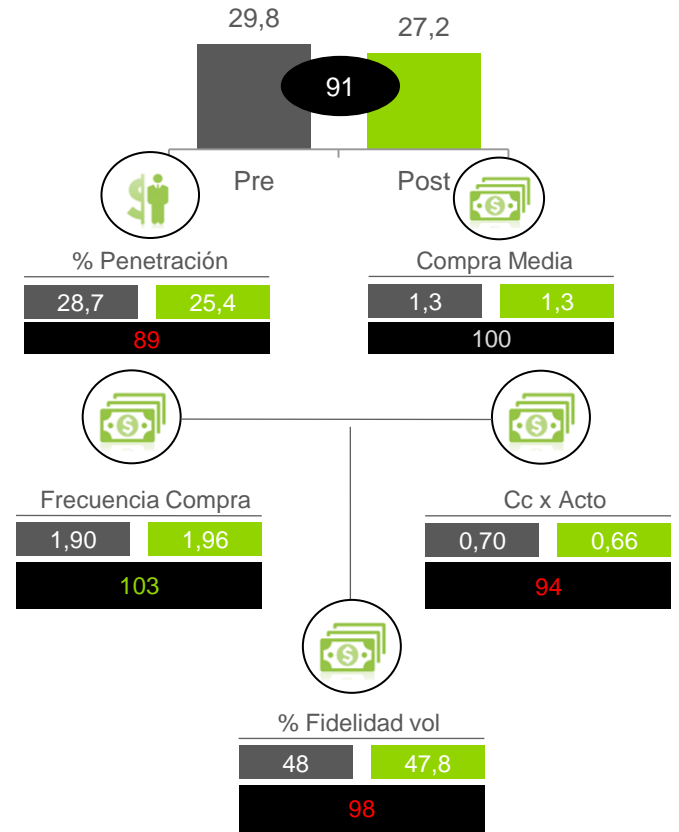 29,8 27,2
91
Pre Post
% Penetración Compra Media
28,7 25,4 1,3 1,3
89 100
Frecuencia Compra Cc x Acto
1,90 1,96 0,70 0,66
103 94
% Fidelidad vol
48 47,8
98